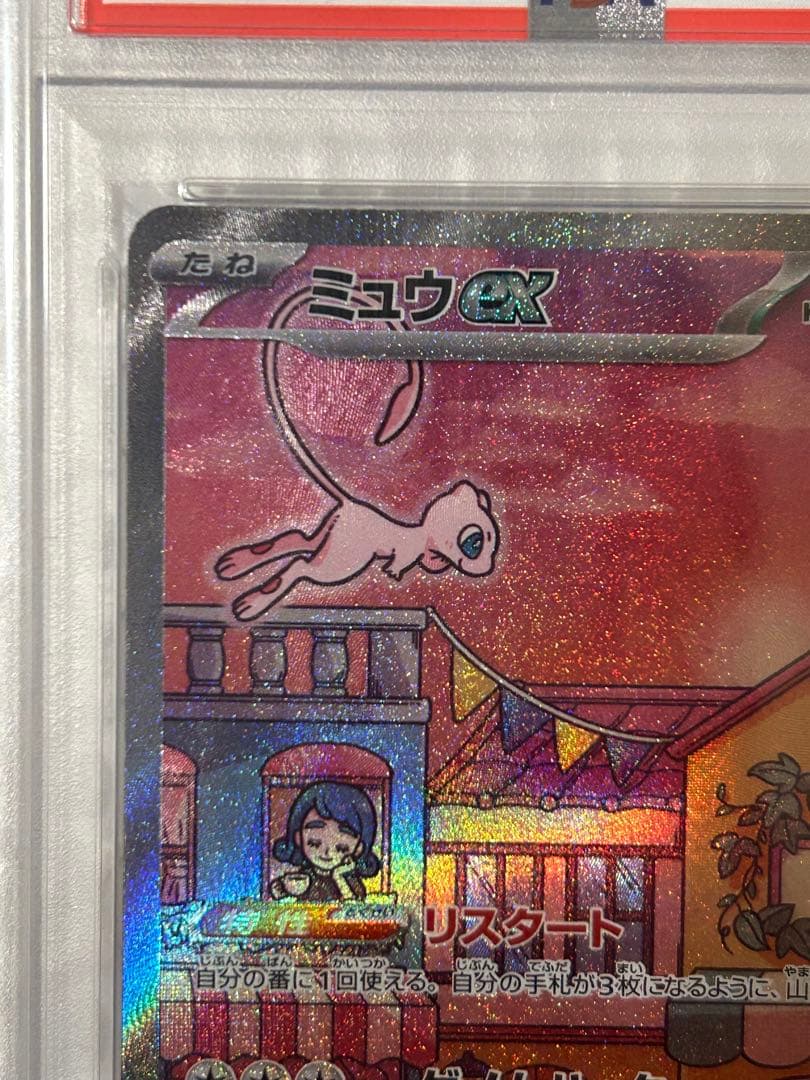 たね
ミュウex
特性 リスタート
自分の番に1回使える。自分の手札が3枚になるように、山